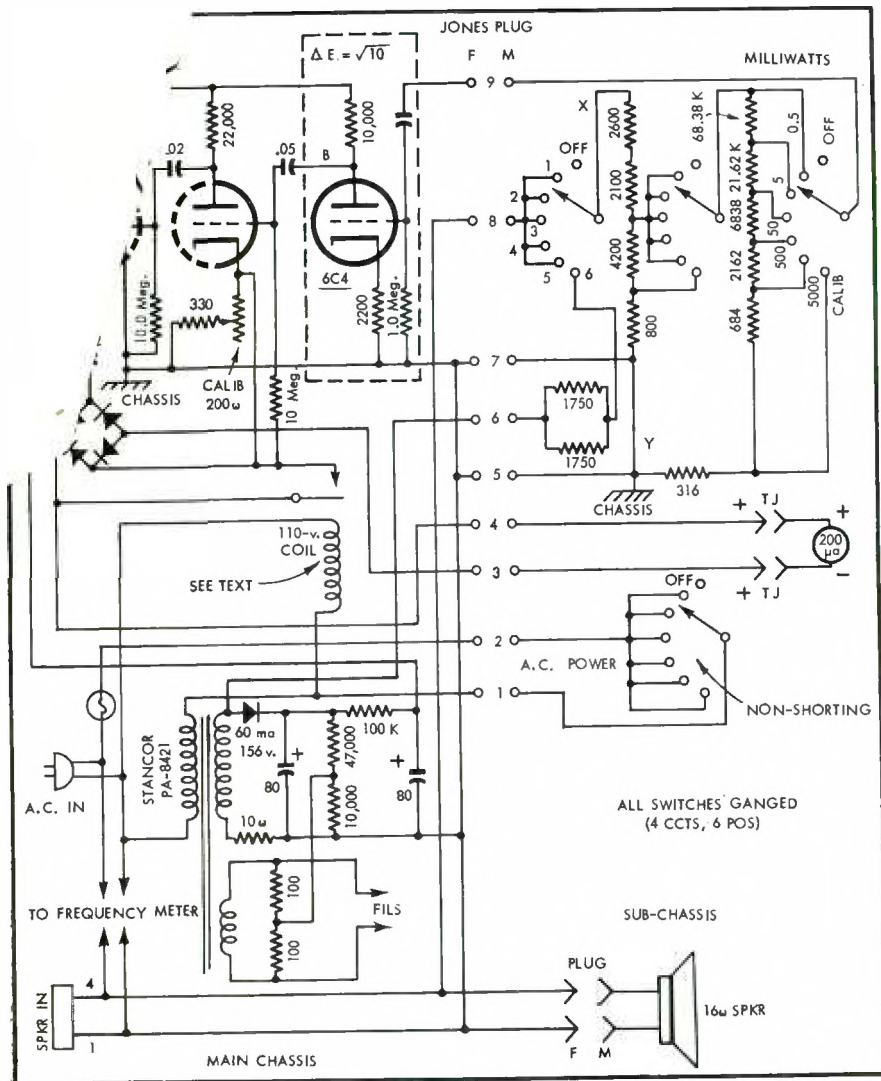 JONES PLUG
Δ E. = √10
F M
MILLIWATTS
9
X
22,000
10,000
2600
68.38 K
0.5
OFF
.02
.05
B
OFF
1
2
3
4
5
6
2100
21.62 K
5
8
4200
6838
50
6C4
2162
500
10.0 Meg.
330
2200
1.0 Meg.
800
684
5000
CALIB
7
CHASSIS
CALIB
200ω
10 Meg.
6
1750
1750
Y
5
316
CHASSIS
110-v.
COIL
4
+ TJ
+
200
μa
SEE TEXT
3
+ TJ
-
OFF
2
A.C. POWER
1
NON-SHORTING
STANCOR
PA-8421
60 ma
156 v.
+
80
47,000
100 K
+
80
10,000
A.C. IN
10ω
ALL SWITCHES GANGED
(4 CCTS, 6 POS)
100
TO FREQUENCY METER
FILS
100
SUB-CHASSIS
PLUG
4
SPKR IN
16ω SPKR
1
F M
MAIN CHASSIS